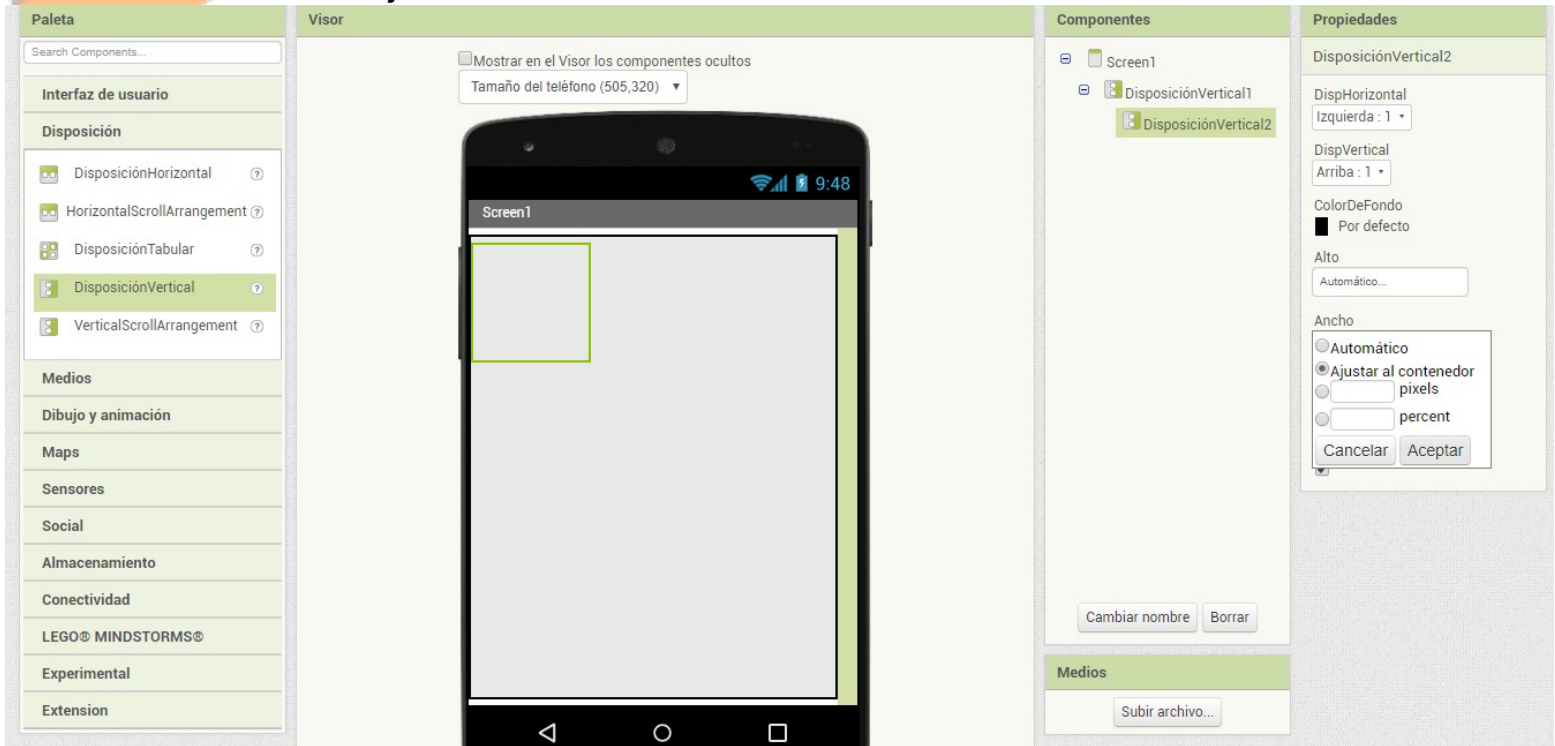 Paleta
Search Components...
Interfaz de usuario
Disposición
DisposiciónHorizontal
HorizontalScrollArrangement
DisposiciónTabular
DisposiciónVertical
VerticalScrollArrangement
Medios
Dibujo y animación
Maps
Sensores
Social
Almacenamiento
Conectividad
LEGO® MINDSTORMS®
Experimental
Extension
Visor
Mostrar en el Visor los componentes ocultos
Tamaño del teléfono (505,320)
9:48
Screen1
Componentes
Screen1
DisposiciónVertical1
DisposiciónVertical2
Cambiar nombre Borrar
Medios
Subir archivo...
Propiedades
DisposiciónVertical2
DispHorizontal
Izquierda : 1
DispVertical
Arriba : 1
ColorDeFondo
Por defecto
Alto
Automático...
Ancho
Automático
Ajustar al contenedor
pixels
percent
Cancelar Aceptar